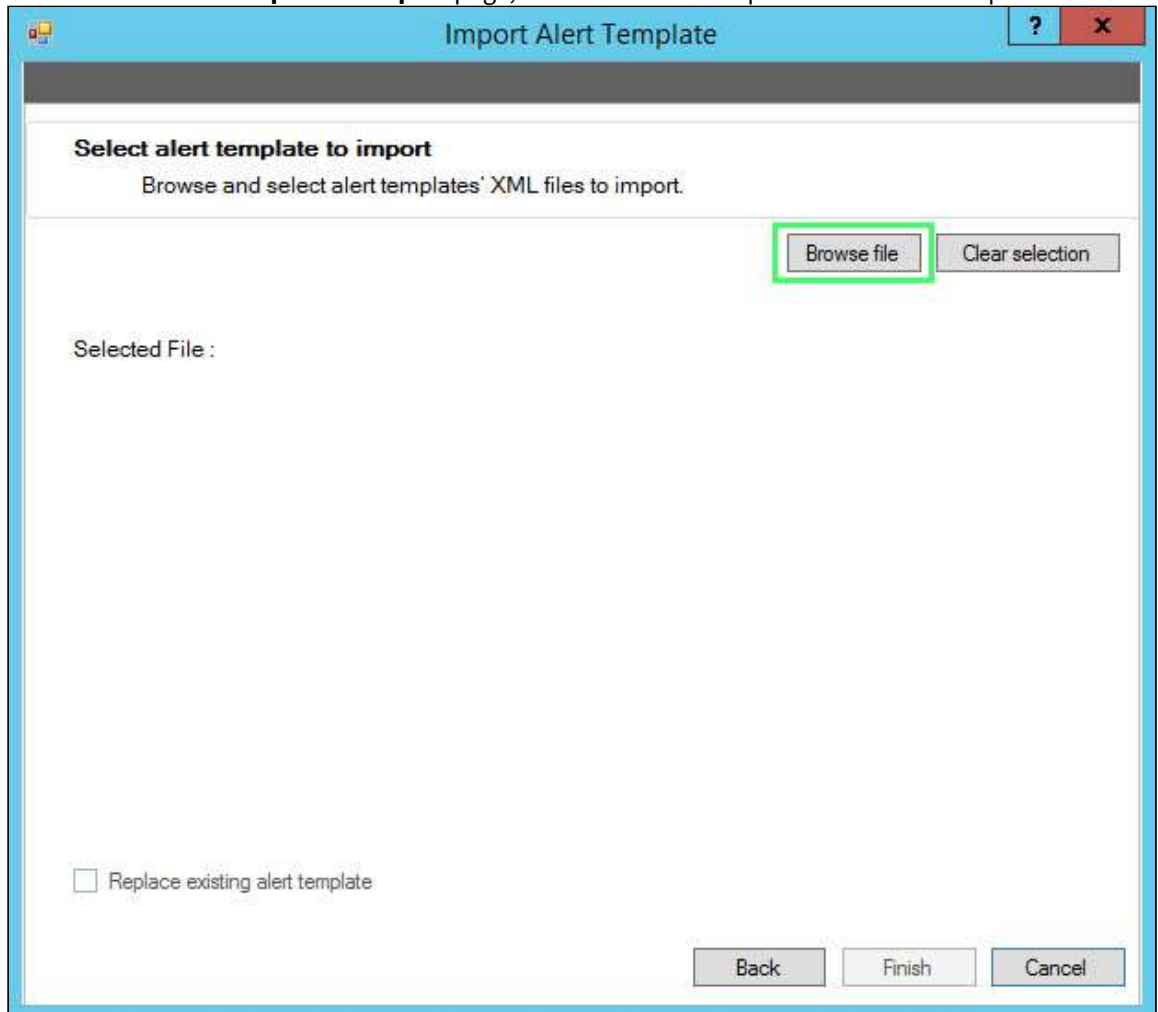 Import Alert Template
? X
Select alert template to import
Browse and select alert templates' XML files to import.
Browse file Clear selection
Selected File :
Replace existing alert template
Back Finish Cancel